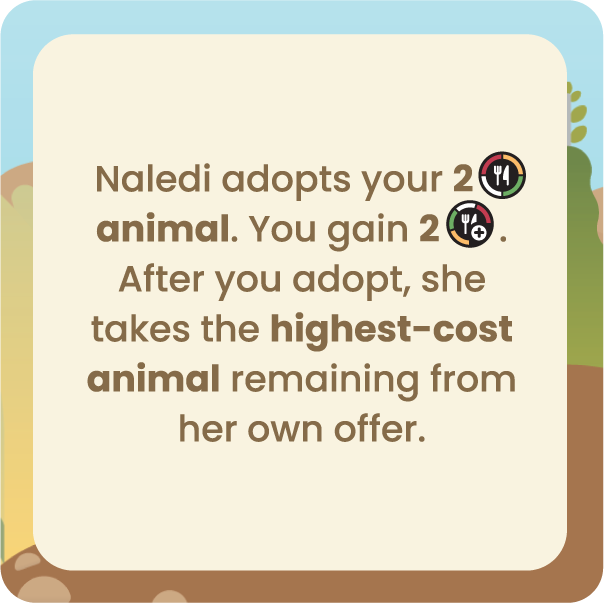 Naledi adopts your 2
animal. You gain 2 .
After you adopt, she
takes the highest-cost
animal remaining from
her own offer.